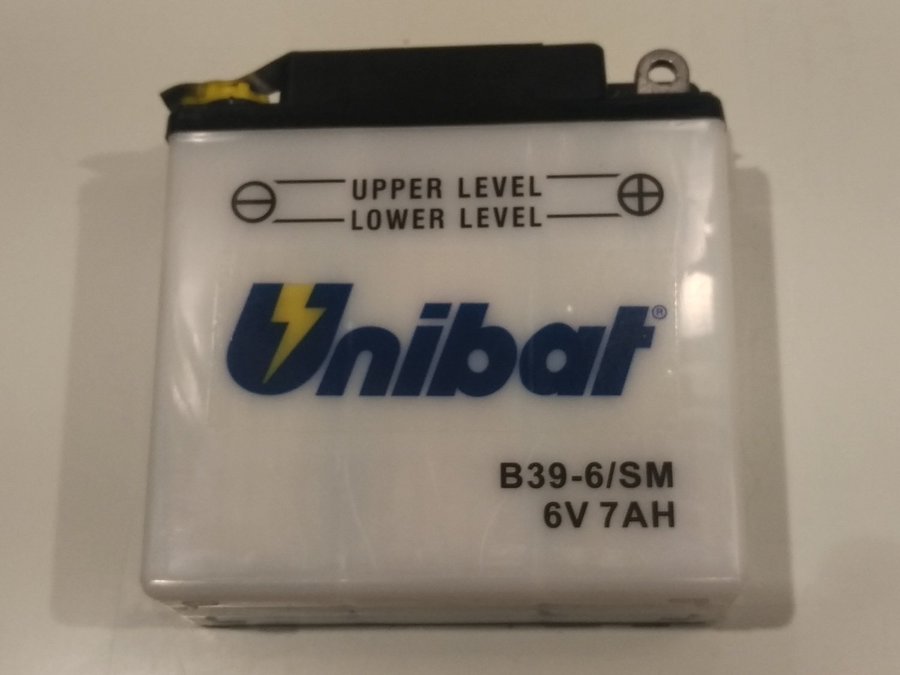 UPPER LEVEL
LOWER LEVEL
Unibat®
B39-6/SM
6V 7AH